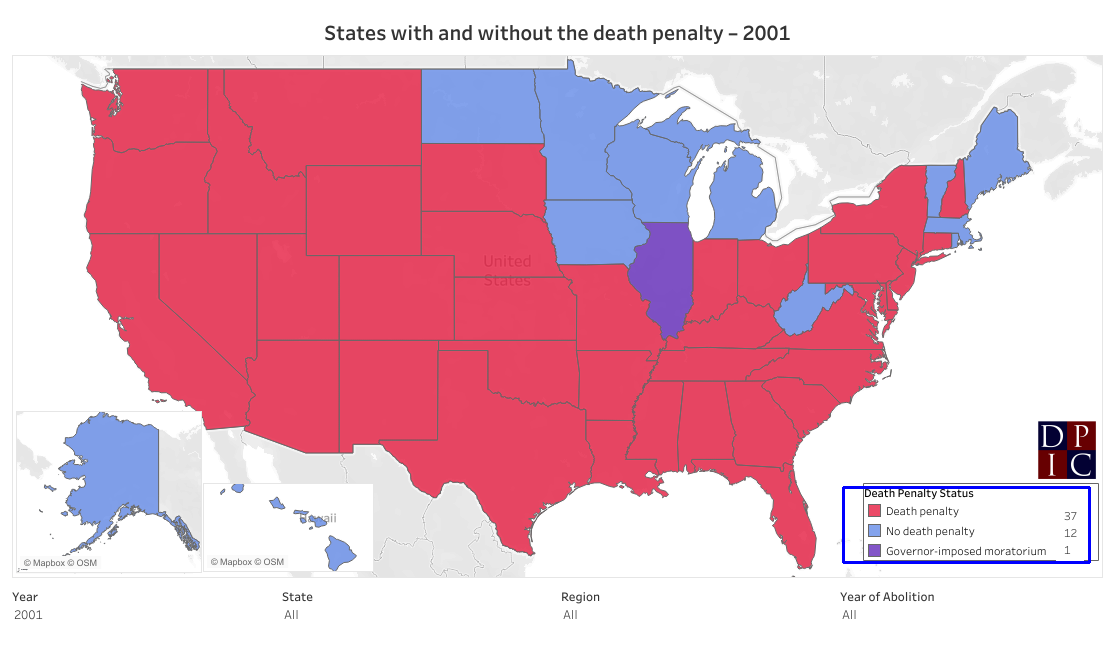 States with and without the death penalty – 2001
United
States
D P
I C
Death Penalty Status
Death penalty 37
No death penalty 12
Governor-imposed moratorium 1
© Mapbox © OSM
© Mapbox © OSM
Year State Region Year of Abolition
2001 All All All